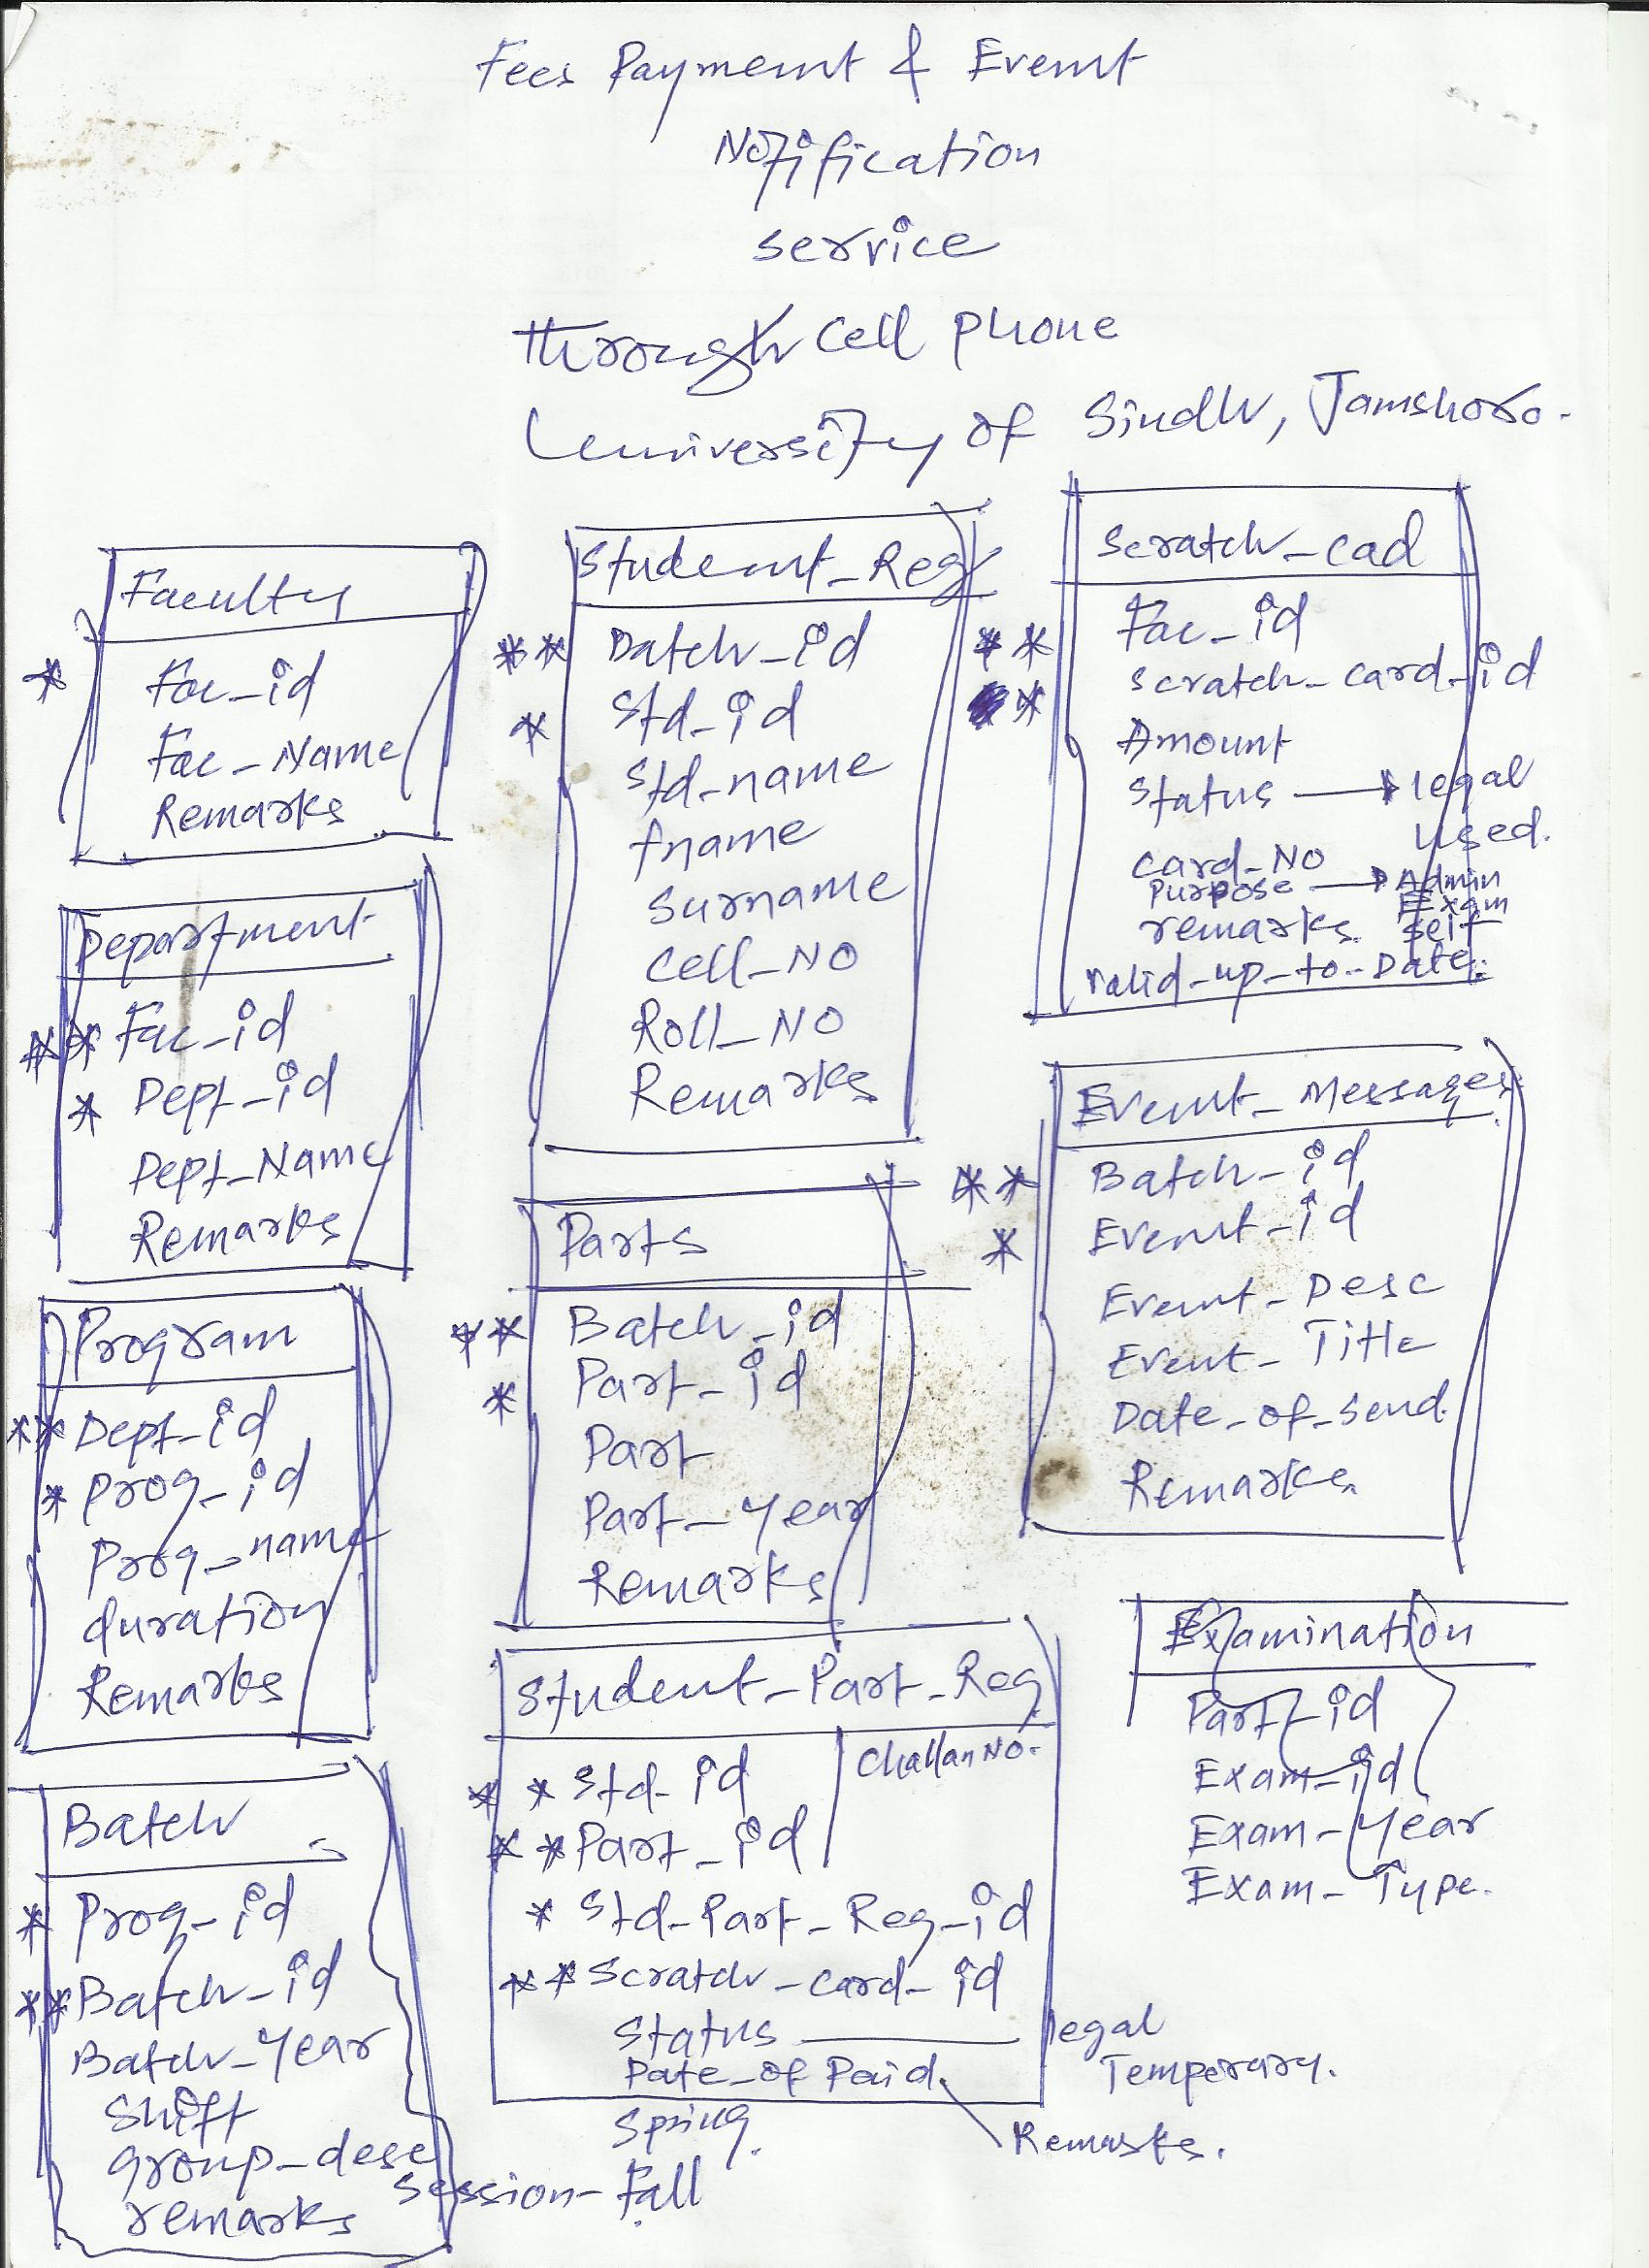 Fees Payment & Event
Notification
service
through Cell phone
University of Sindh, Jamshoro.
Faculty
* Fac_id
Fac_Name
Remarks
Department
** Fac_id
* Dept_id
Dept_Name
Remarks
Program
** Dept_id
* prog_id
Prog_name
duration
Remarks
Batch
* Prog_id
** Batch_id
Batch_Year
Shift
group_desc
remarks
Student_Reg
** Batch_id
* Std_id
Std_name
fname
Surname
Cell_NO
Roll_NO
Remarks
Parts
** Batch_id
* Part_id
Part
Part_Year
Remarks
Student_Part_Reg
Challan NO.
** Std_id
** Part_id
* Std_Part_Reg_id
** Scratch_card_id
Status legal
Temperary.
Date_of Paid.
Remarks.
Spring.
Session- Fall
Scratch_cad
** Fac_id
* Scratch_card_id
Amount
Status legal
used.
card_NO
Purpose Admin
Exam
remarks. Self
valid_up_to_Date.
Event_Messages
** Batch_id
* Event_id
Event_Desc
Event_Title
Date_of_send.
Remarks.
Examination
Part_id
Exam_id
Exam_Year
Exam_Type.